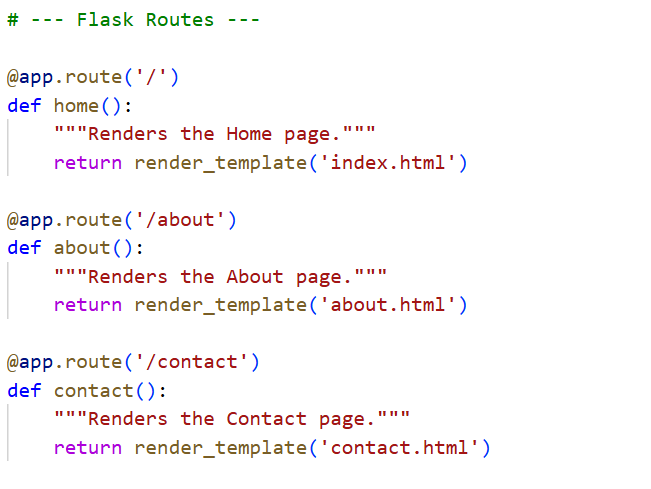 # --- Flask Routes ---
@app.route('/')
def home():
    """Renders the Home page."""
    return render_template('index.html')
@app.route('/about')
def about():
    """Renders the About page."""
    return render_template('about.html')
@app.route('/contact')
def contact():
    """Renders the Contact page."""
    return render_template('contact.html')